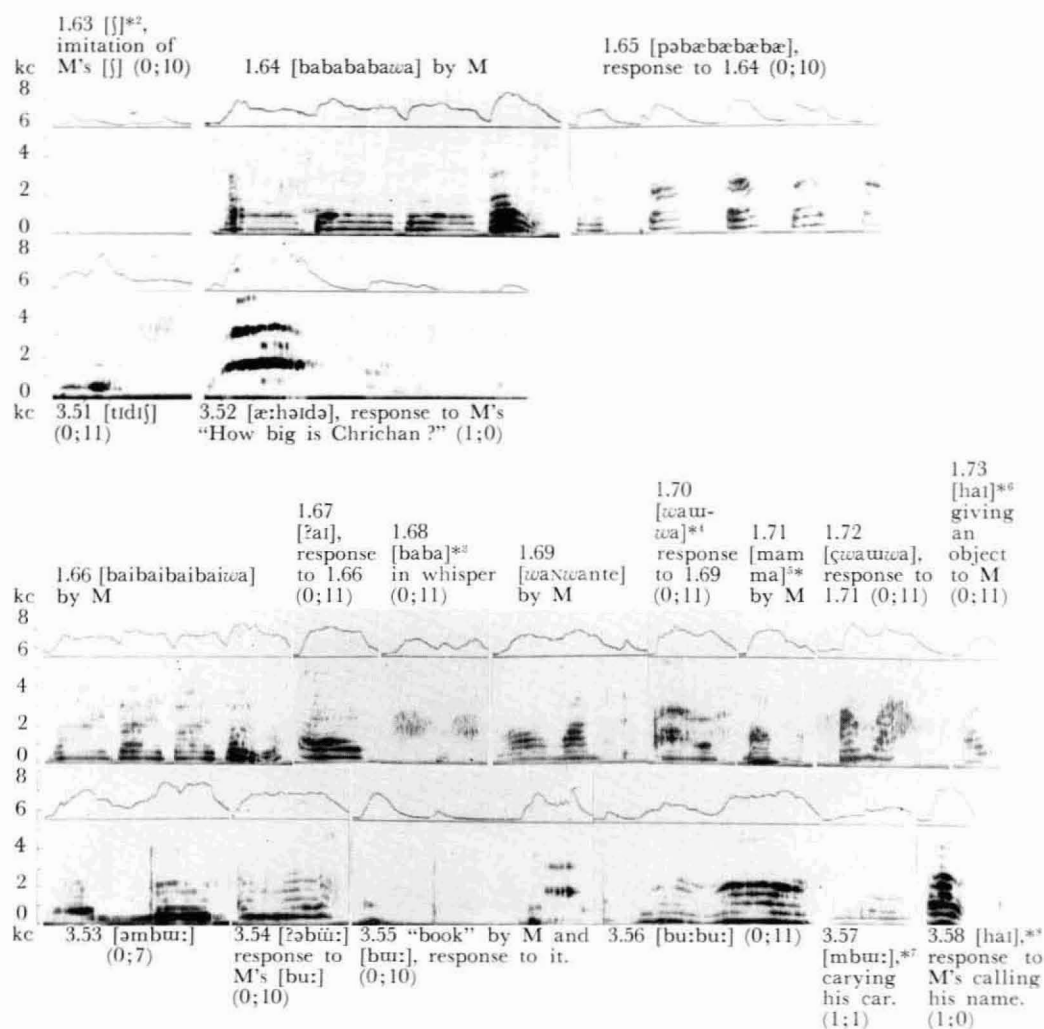 1.63 [ʃ]*²,
imitation of
M's [ʃ] (0;10)
1.64 [babababawa] by M
1.65 [pəbæbæbæbæ],
response to 1.64 (0;10)
kc
8
6
4
2
0
8
6
4
2
0
kc
3.51 [tɪdɪʃ]
(0;11)
3.52 [æ:həɪdə], response to M's
“How big is Chrichan?” (1;0)
1.66 [baibaibaibaiwa]
by M
1.67
[ʔaɪ],
response
to 1.66
(0;11)
1.68
[baba]*³
in whisper
(0;11)
1.69
[waɴwante]
by M
1.70
[waɯ-
wa]*⁴
response
to 1.69
(0;11)
1.71
[mam
ma]⁵*
by M
1.72
[çwaɯwa],
response to
1.71 (0;11)
1.73
[haɪ]*⁶
giving
an
object
to M
(0;11)
kc
8
6
4
2
0
8
6
4
2
0
kc
3.53 [əmbɯ:]
(0;7)
3.54 [ʔəbɯ̈:]
response to
M's [bu:]
(0;10)
3.55 “book” by M and
[bɯ:], response to it.
(0;10)
3.56 [bu:bu:] (0;11)
3.57
[mbɯ:],*⁷
carying
his car.
(1;1)
3.58 [haɪ],*⁸
response to
M's calling
his name.
(1;0)